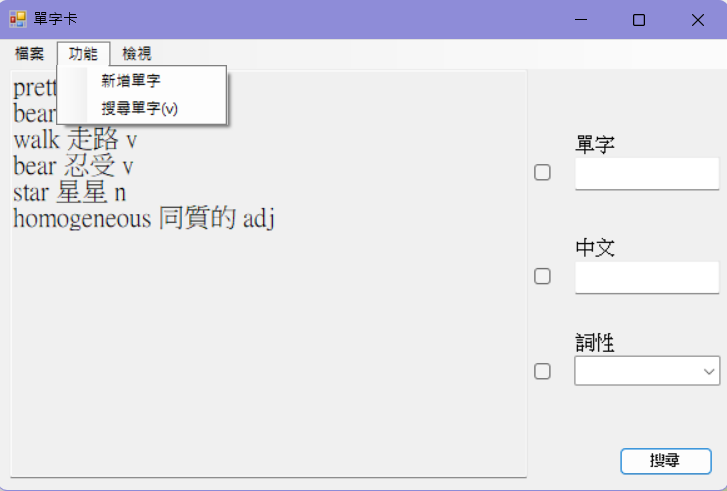 單字卡
檔案 功能 檢視
新增單字
搜尋單字(v)
bear
walk 走路 v
bear 忍受 v
star 星星 n
homogeneous 同質的 adj
單字
中文
詞性
搜尋